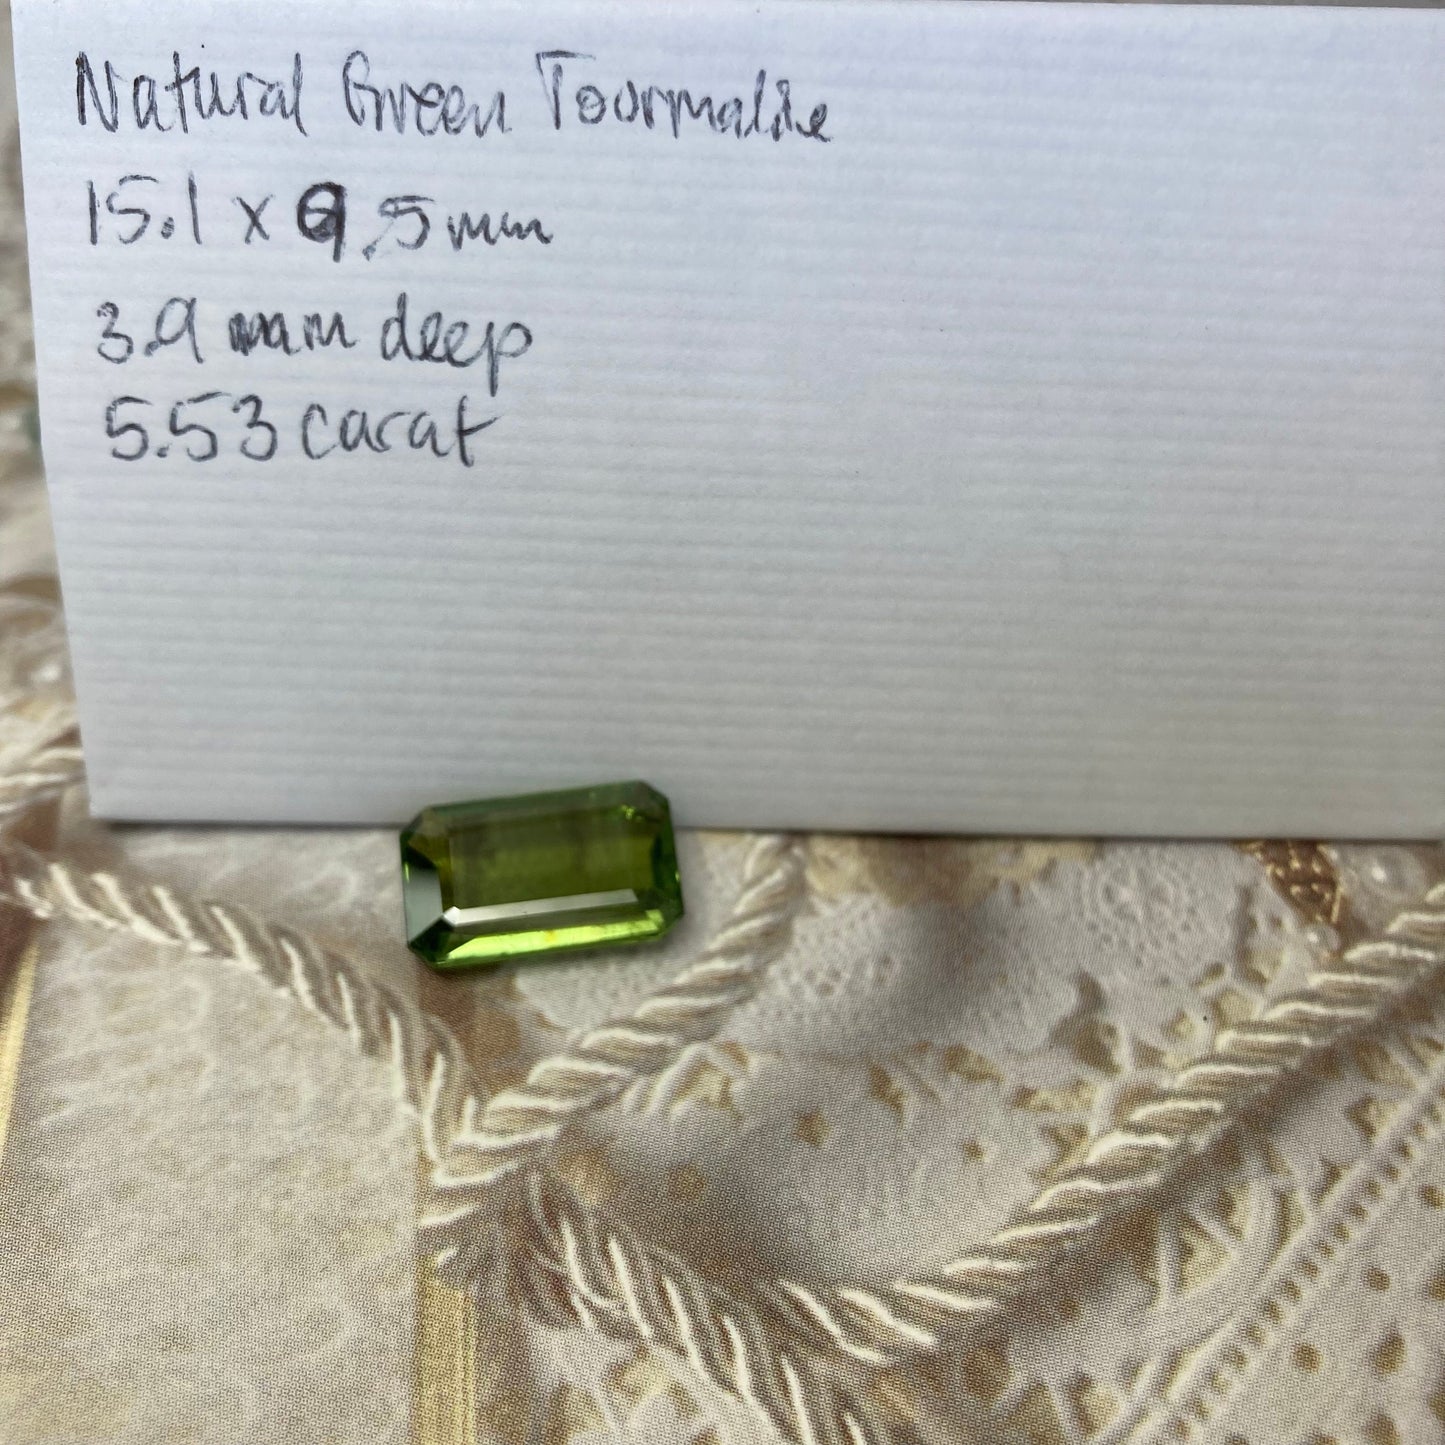 Natural Green Tourmaline
15.1 x 9.5 mm
3.9 mm deep
5.53 carat